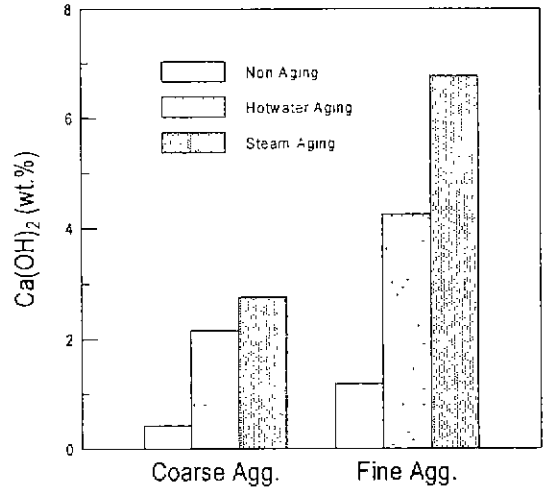 8
6
4
2
0
Ca(OH)₂ (wt.%)
Non Aging
Hotwater Aging
Steam Aging
Coarse Agg.
Fine Agg.